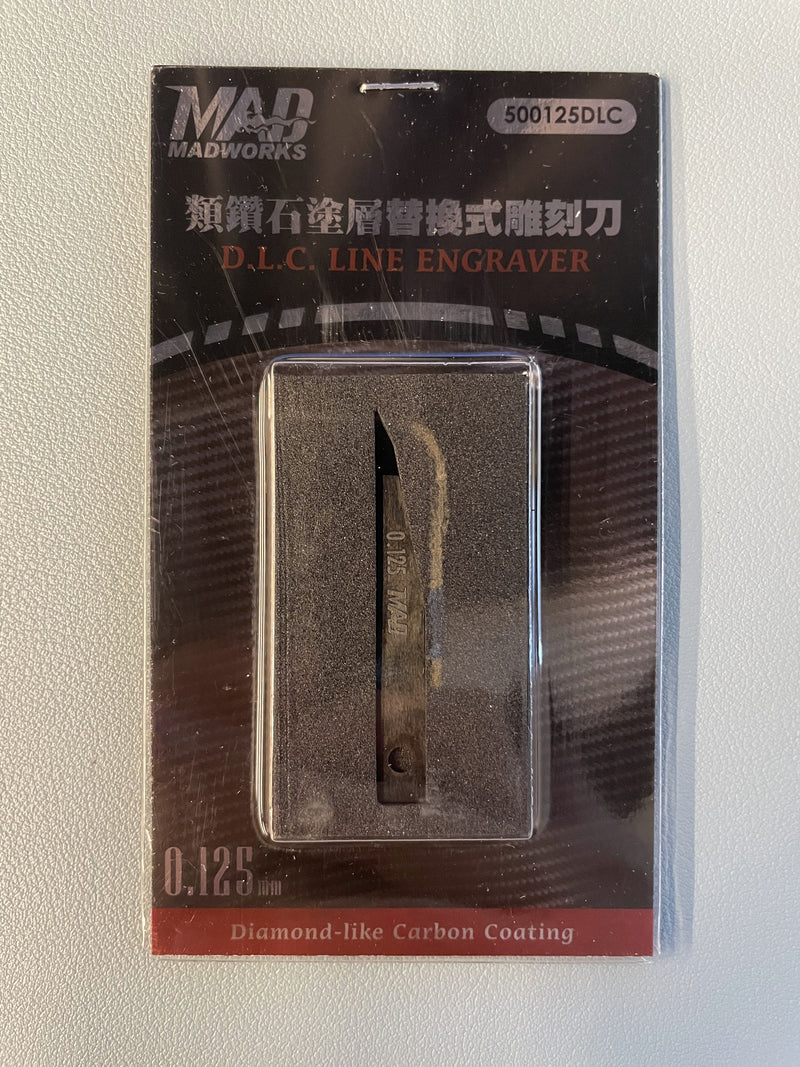 MAD
MADWORKS
500125DLC
類鑽石塗層替換式雕刻刀
D.L.C. LINE ENGRAVER
0.125 MAD
0.125mm
Diamond-like Carbon Coating